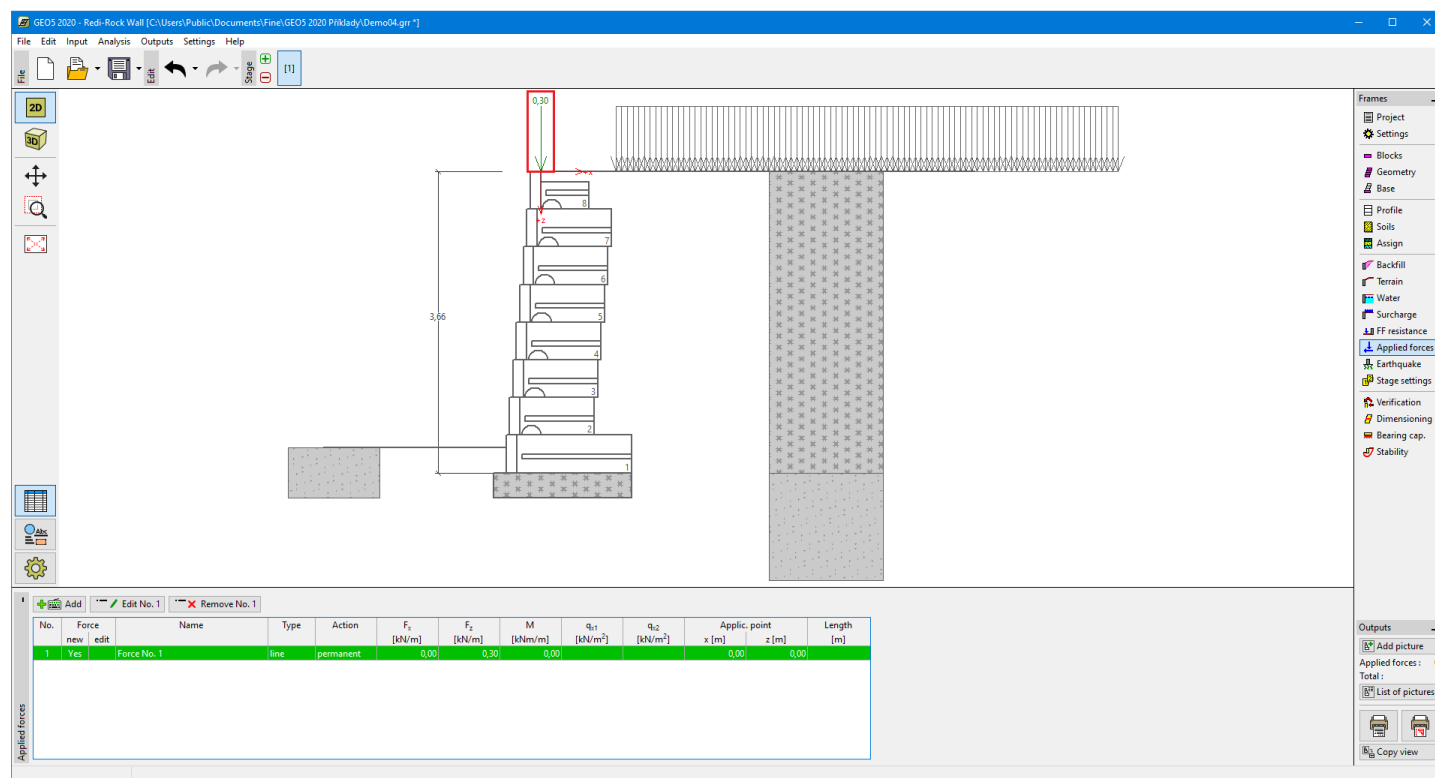 GEO5 2020 - Redi-Rock Wall [C:\Users\Public\Documents\Fine\GEO5 2020 Příklady\Demo04.grr *]
File Edit Input Analysis Outputs Settings Help
File
Edit
Stage
[1]
2D
3D
Abc
0,30
+x
+z
3,66
8
7
6
5
4
3
2
1
Frames
Project
Settings
Blocks
Geometry
Base
Profile
Soils
Assign
Backfill
Terrain
Water
Surcharge
FF resistance
Applied forces
Earthquake
Stage settings
Verification
Dimensioning
Bearing cap.
Stability
Applied forces
Add Edit No. 1 Remove No. 1
No. Force Name Type Action Fx Fz M qx1 qx2 Applic. point Length
new edit [kN/m] [kN/m] [kNm/m] [kN/m²] [kN/m²] x [m] z [m] [m]
1 Yes Force No. 1 line permanent 0,00 0,30 0,00 0,00 0,00
Outputs
Add picture
Applied forces :
Total :
List of pictures
Copy view